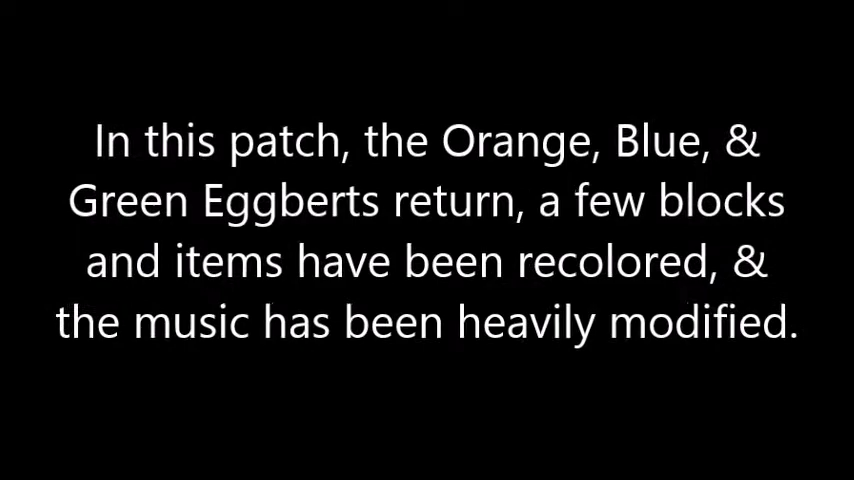 In this patch, the Orange, Blue, &
Green Eggberts return, a few blocks
and items have been recolored, &
the music has been heavily modified.